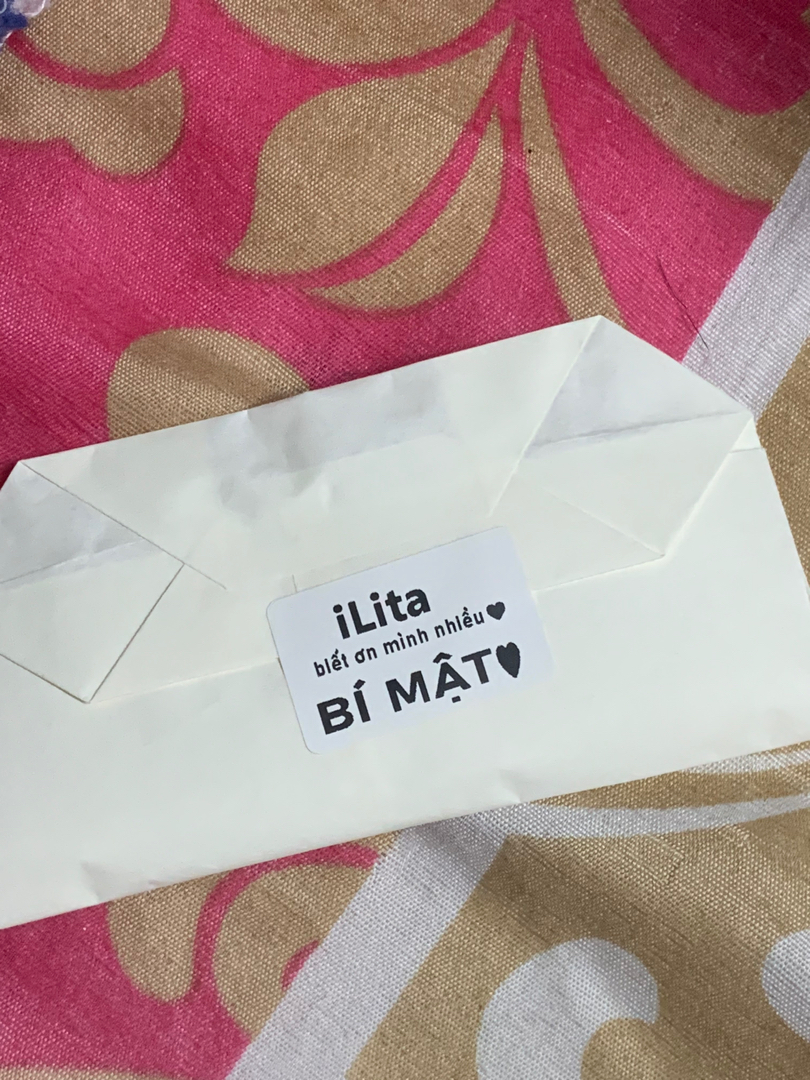 iLita
biết ơn mình nhiều♥
BÍ MẬT♥